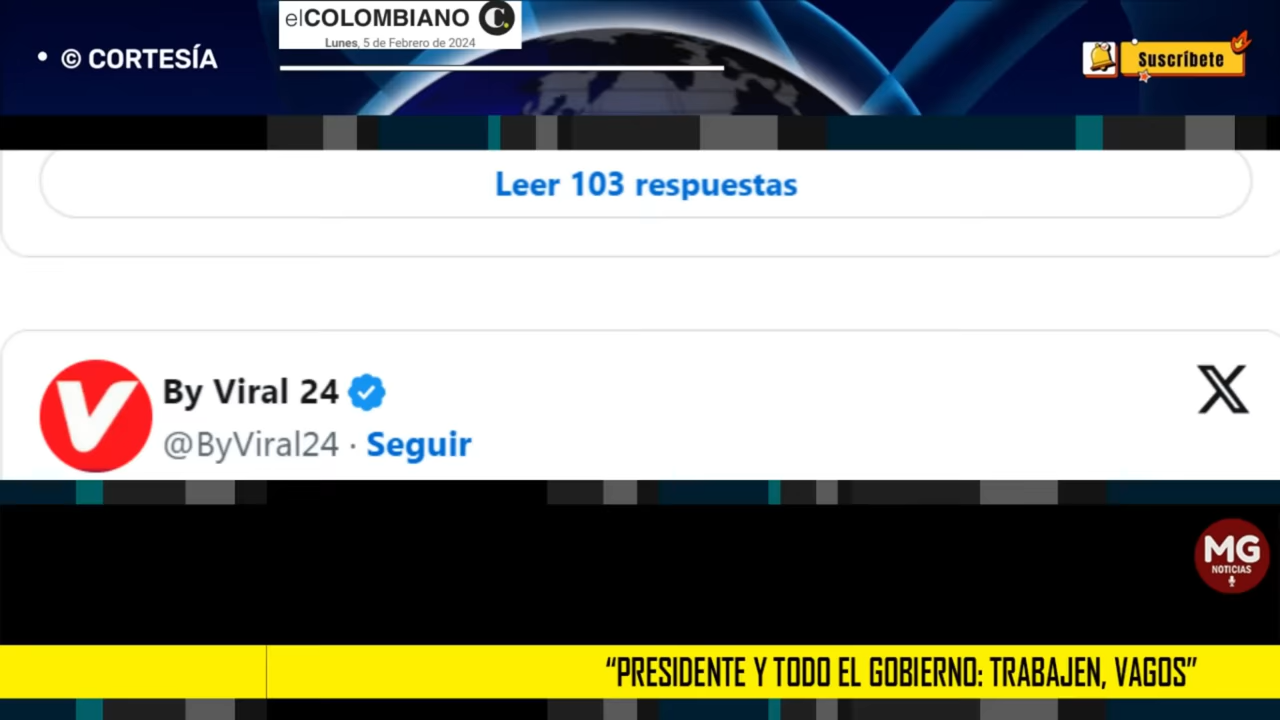 elCOLOMBIANO C.
Lunes, 5 de Febrero de 2024
• © CORTESÍA
Suscríbete
Leer 103 respuestas
V
By Viral 24
X
@ByViral24 · Seguir
MG
NOTICIAS
“PRESIDENTE Y TODO EL GOBIERNO: TRABAJEN, VAGOS”